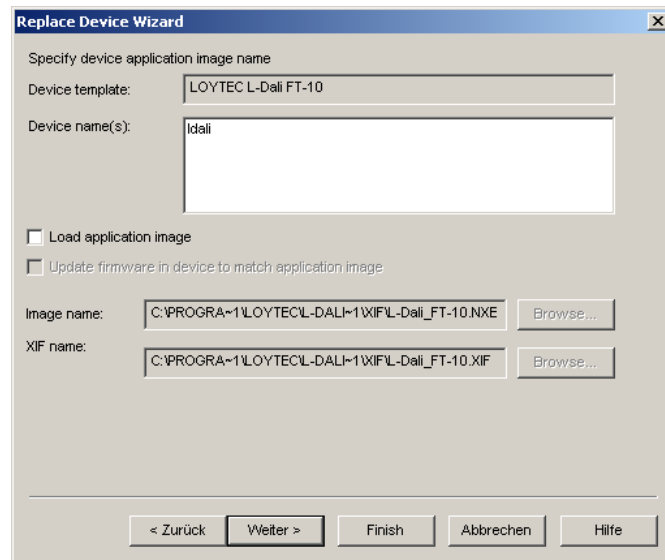 Replace Device Wizard
Specify device application image name
Device template:
LOYTEC L-Dali FT-10
Device name(s):
ldali
Load application image
Update firmware in device to match application image
Image name:
C:\PROGRA~1\LOYTEC\L-DALI~1\XIF\L-Dali_FT-10.NXE
Browse...
XIF name:
C:\PROGRA~1\LOYTEC\L-DALI~1\XIF\L-Dali_FT-10.XIF
Browse...
< Zurück
Weiter >
Finish
Abbrechen
Hilfe